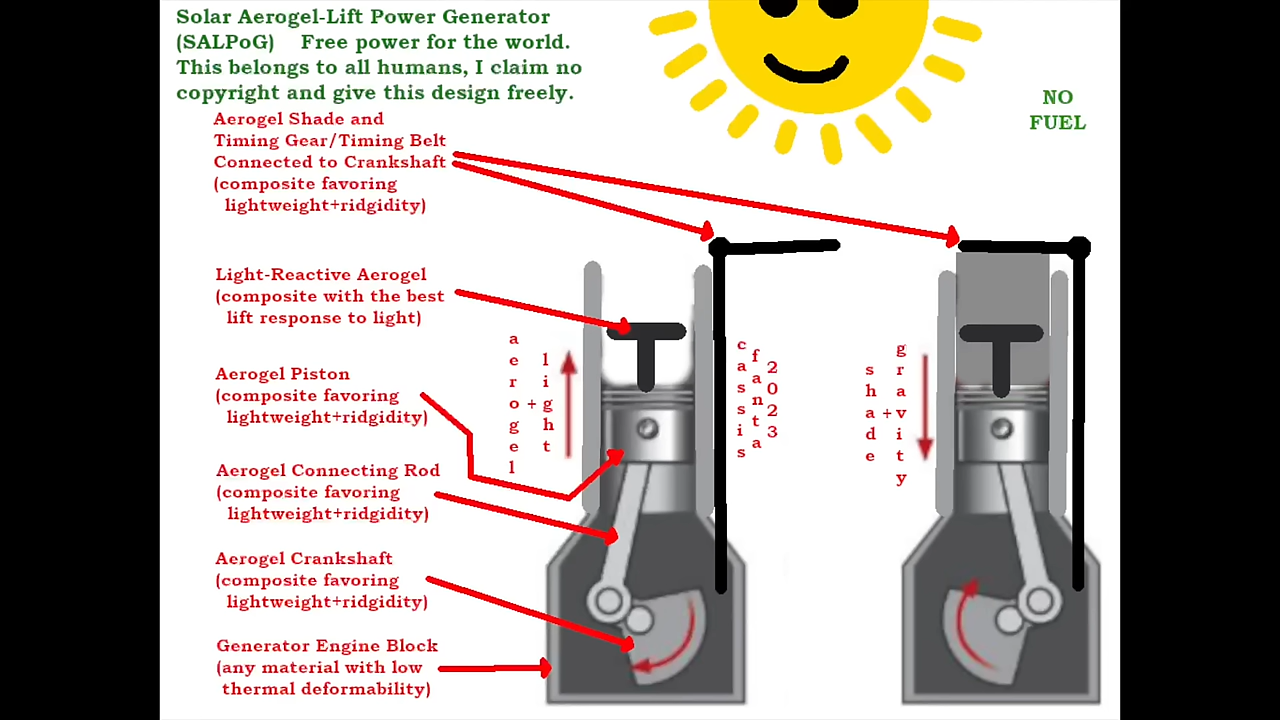 Solar Aerogel-Lift Power Generator
(SALPoG) Free power for the world.
This belongs to all humans, I claim no
copyright and give this design freely.
NO
FUEL
Aerogel Shade and
Timing Gear/Timing Belt
Connected to Crankshaft
(composite favoring
lightweight+ridgidity)
Light-Reactive Aerogel
(composite with the best
lift response to light)
Aerogel Piston
(composite favoring
lightweight+ridgidity)
Aerogel Connecting Rod
(composite favoring
lightweight+ridgidity)
Aerogel Crankshaft
(composite favoring
lightweight+ridgidity)
Generator Engine Block
(any material with low
thermal deformability)
aerogel
+
light
cassis
fanta
2023
shade
+
gravity